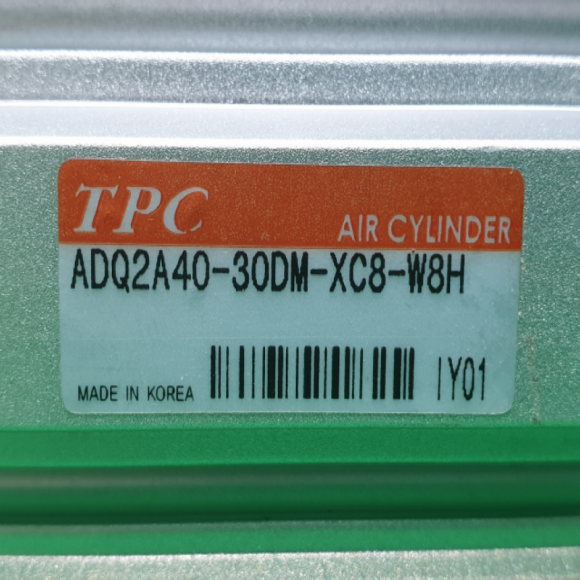 TPC
AIR CYLINDER
ADQ2A40-30DM-XC8-W8H
MADE IN KOREA
IY01